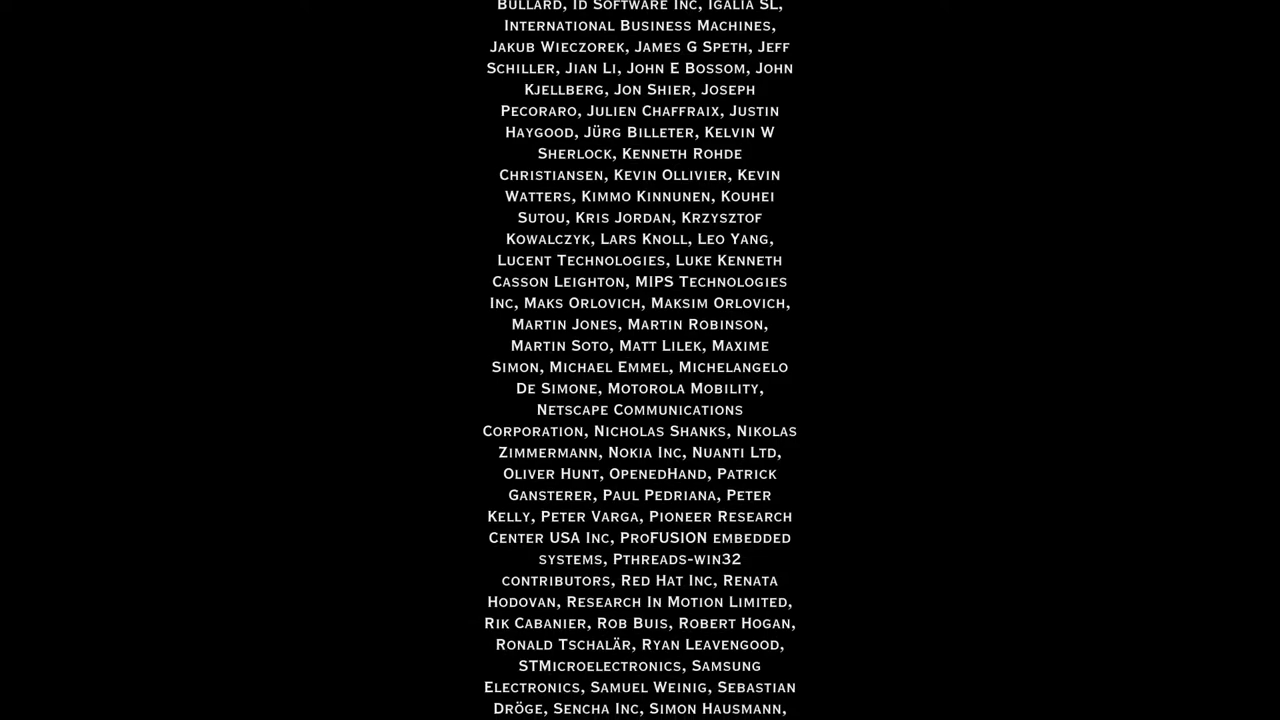 Bullard, Id Software Inc, Igalia SL,
International Business Machines,
Jakub Wieczorek, James G Speth, Jeff
Schiller, Jian Li, John E Bossom, John
Kjellberg, Jon Shier, Joseph
Pecoraro, Julien Chaffraix, Justin
Haygood, Jürg Billeter, Kelvin W
Sherlock, Kenneth Rohde
Christiansen, Kevin Ollivier, Kevin
Watters, Kimmo Kinnunen, Kouhei
Sutou, Kris Jordan, Krzysztof
Kowalczyk, Lars Knoll, Leo Yang,
Lucent Technologies, Luke Kenneth
Casson Leighton, MIPS Technologies
Inc, Maks Orlovich, Maksim Orlovich,
Martin Jones, Martin Robinson,
Martin Soto, Matt Lilek, Maxime
Simon, Michael Emmel, Michelangelo
De Simone, Motorola Mobility,
Netscape Communications
Corporation, Nicholas Shanks, Nikolas
Zimmermann, Nokia Inc, Nuanti Ltd,
Oliver Hunt, OpenedHand, Patrick
Gansterer, Paul Pedriana, Peter
Kelly, Peter Varga, Pioneer Research
Center USA Inc, ProFUSION embedded
systems, Pthreads-win32
contributors, Red Hat Inc, Renata
Hodovan, Research In Motion Limited,
Rik Cabanier, Rob Buis, Robert Hogan,
Ronald Tschalär, Ryan Leavengood,
STMicroelectronics, Samsung
Electronics, Samuel Weinig, Sebastian
Dröge, Sencha Inc, Simon Hausmann,